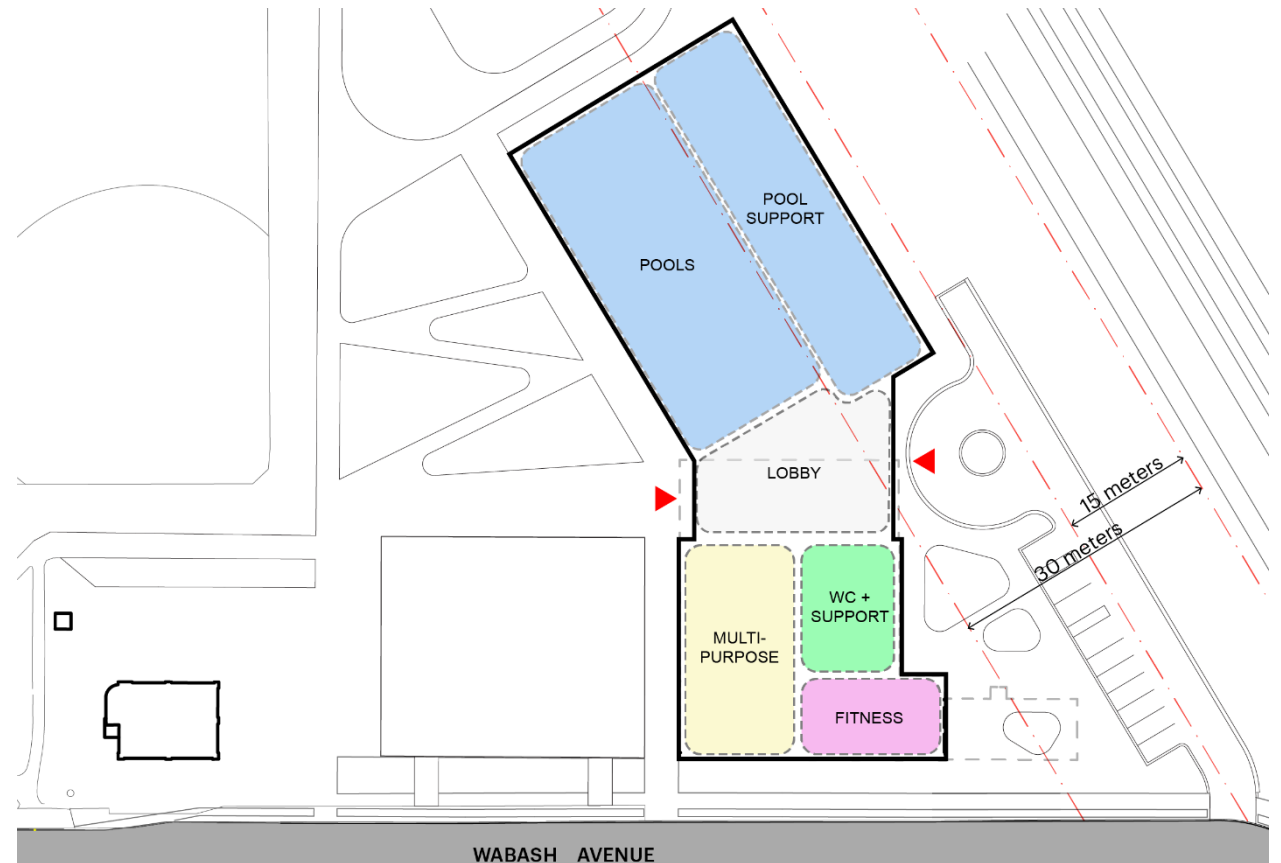 POOL
SUPPORT
POOLS
LOBBY
15 meters
30 meters
WC +
SUPPORT
MULTI-
PURPOSE
FITNESS
WABASH AVENUE